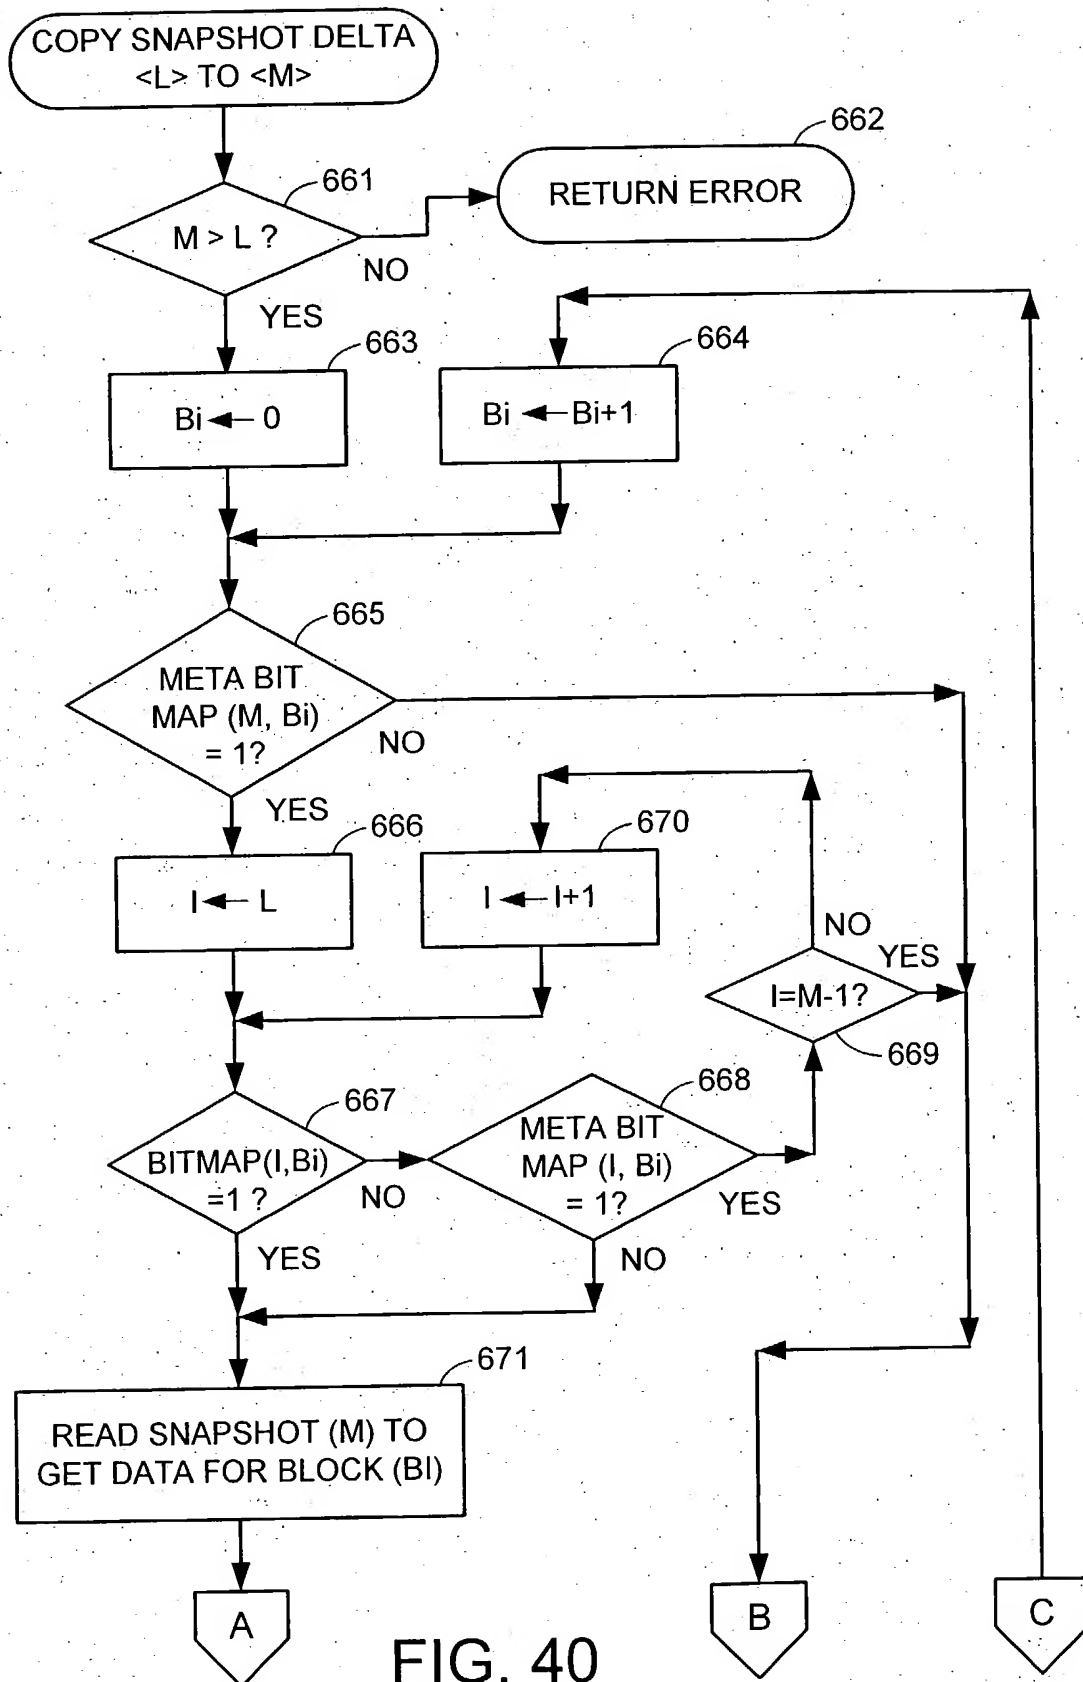 COPY SNAPSHOT DELTA
<L> TO <M>
662
RETURN ERROR
661
M > L ?
NO
YES
663
Bi ← 0
664
Bi ← Bi+1
665
META BIT
MAP (M, Bi)
= 1?
NO
YES
666
I ← L
670
I ← I+1
NO
YES
I=M-1?
669
667
BITMAP(I,Bi)
=1 ?
NO
YES
668
META BIT
MAP (I, Bi)
= 1?
YES
NO
671
READ SNAPSHOT (M) TO
GET DATA FOR BLOCK (BI)
A
B
C
FIG. 40